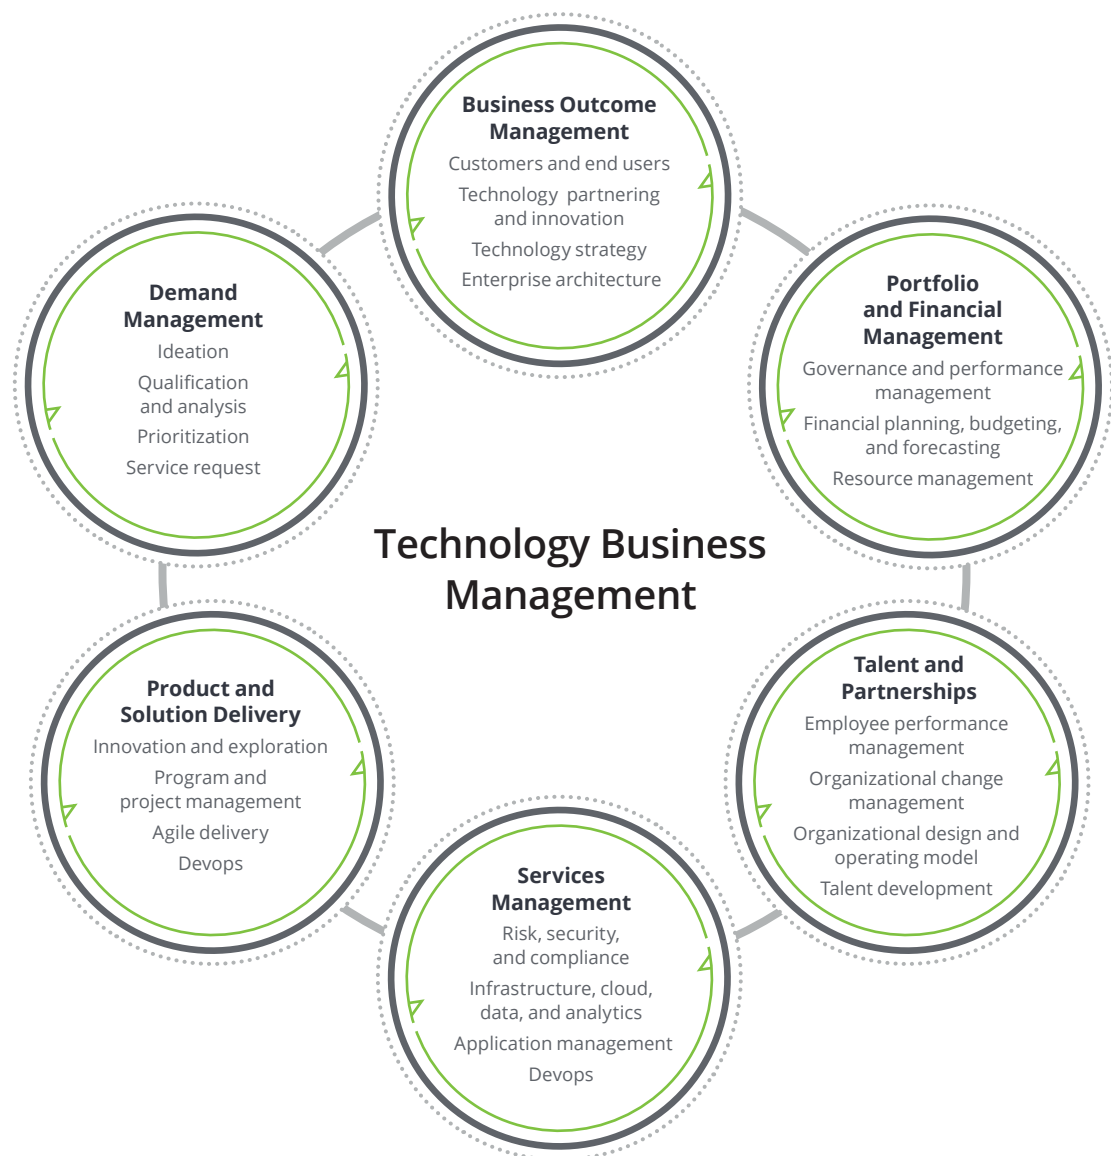 Business Outcome
Management
Customers and end users
Technology partnering
and innovation
Technology strategy
Enterprise architecture
Portfolio
and Financial
Management
Governance and performance
management
Financial planning, budgeting,
and forecasting
Resource management
Talent and
Partnerships
Employee performance
management
Organizational change
management
Organizational design and
operating model
Talent development
Services
Management
Risk, security,
and compliance
Infrastructure, cloud,
data, and analytics
Application management
Devops
Product and
Solution Delivery
Innovation and exploration
Program and
project management
Agile delivery
Devops
Demand
Management
Ideation
Qualification
and analysis
Prioritization
Service request
Technology Business
Management